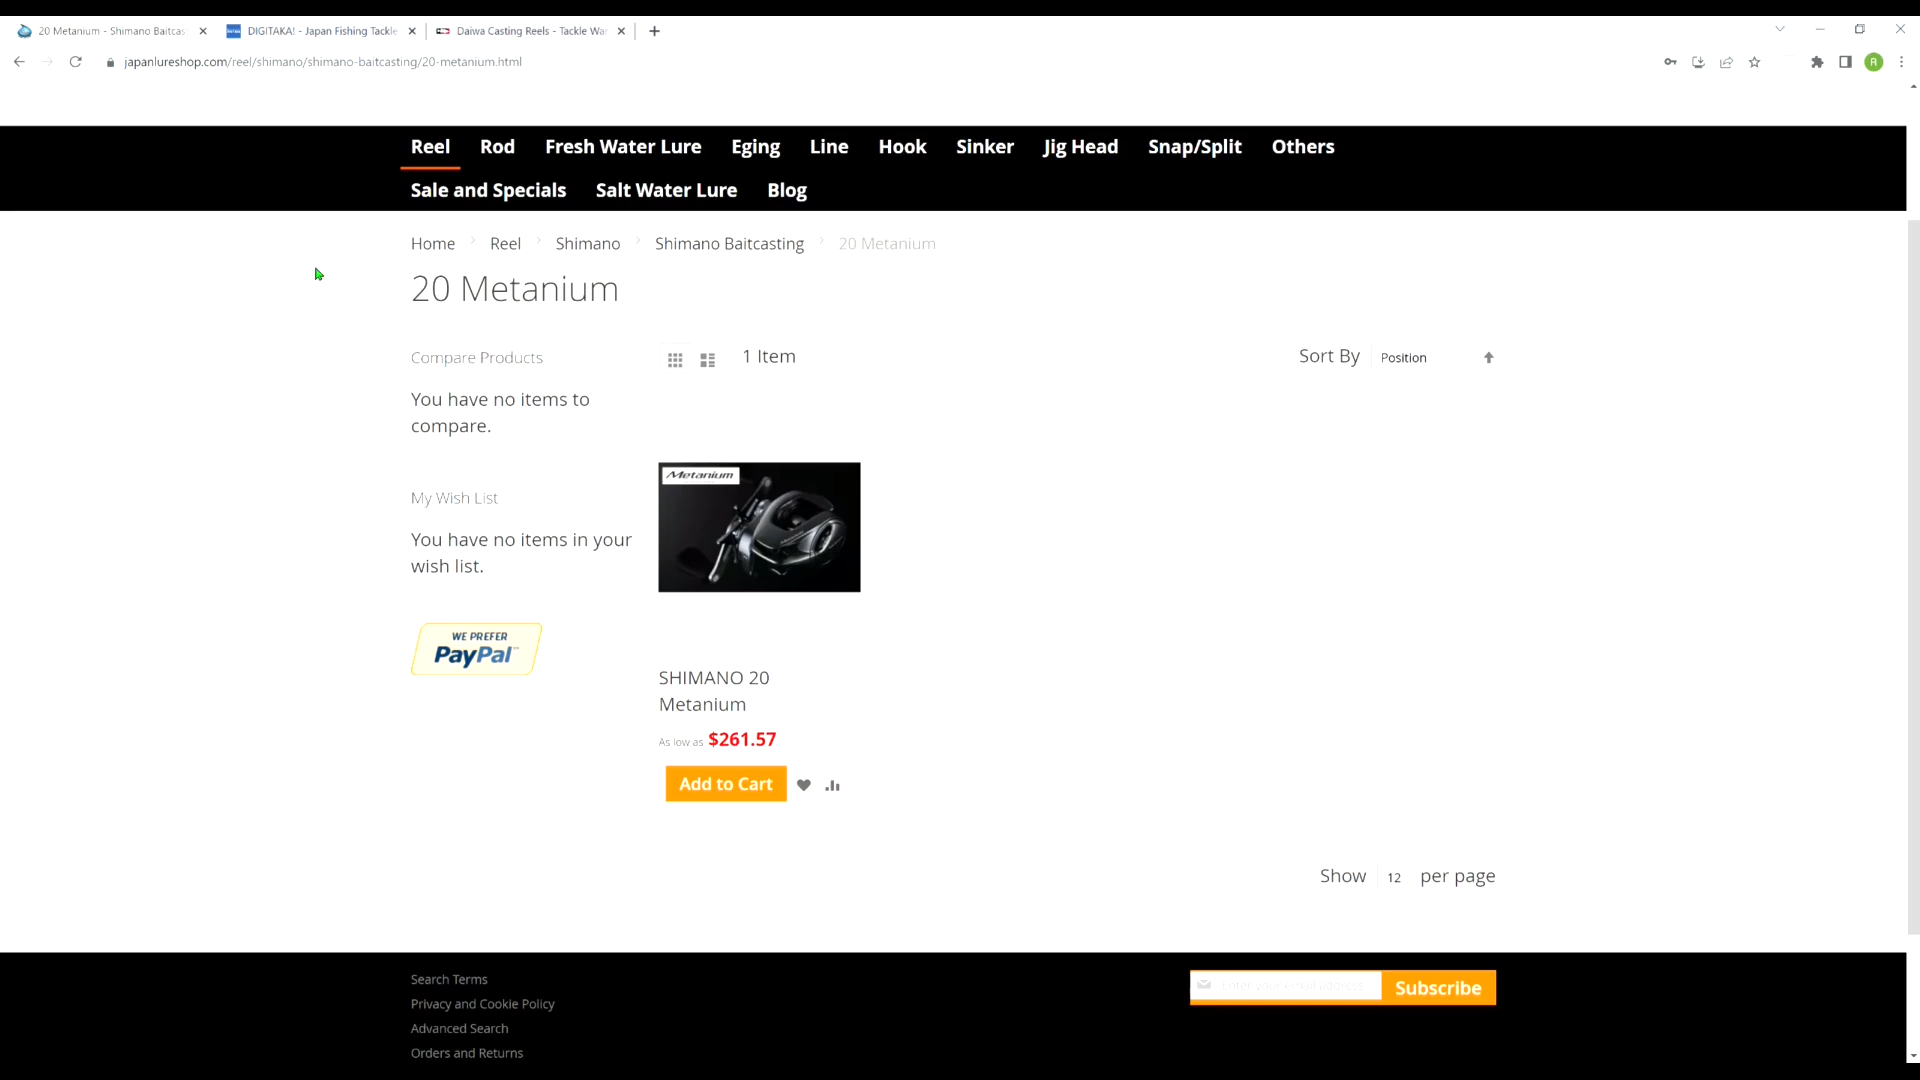 20 Metanium - Shimano Baitcas
DIGITAKA! - Japan Fishing Tackle
Daiwa Casting Reels - Tackle War
japanlureshop.com/reel/shimano/shimano-baitcasting/20-metanium.html
R
Reel Rod Fresh Water Lure Eging Line Hook Sinker Jig Head Snap/Split Others
Sale and Specials Salt Water Lure Blog
Home Reel Shimano Shimano Baitcasting 20 Metanium
20 Metanium
Compare Products
1 Item
Sort By Position
You have no items to
compare.
My Wish List
You have no items in your
wish list.
WE PREFER
PayPal
Metanium
SHIMANO 20
Metanium
As low as $261.57
Add to Cart
Show 12 per page
Search Terms
Privacy and Cookie Policy
Advanced Search
Orders and Returns
Enter your email address
Subscribe